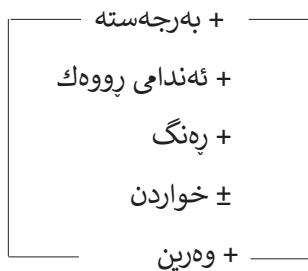 + بەرجەستە
+ ئەندامی ڕووەك
+ ڕەنگ
± خواردن
+ وەرین